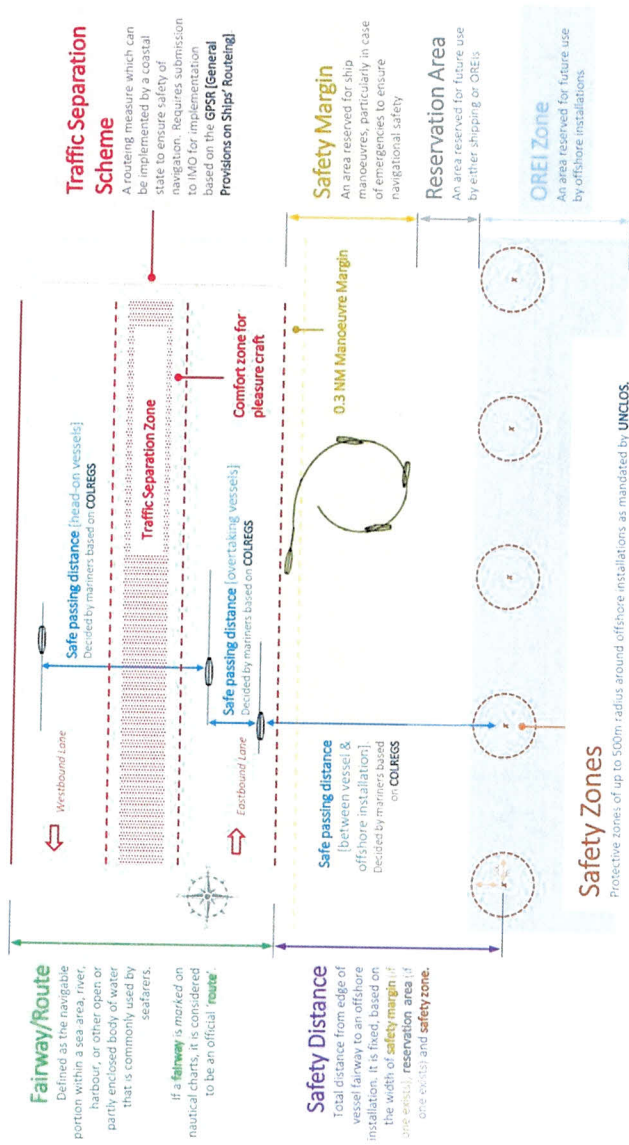 Fairway/Route
Defined as the navigable
portion within a sea area, river,
harbour, or other open or
partly enclosed body of water
that is commonly used by
seafarers.
If a fairway is marked on
nautical charts, it is considered
to be an official 'route'.
Safety Distance
Total distance from edge of
vessel fairway to an offshore
installation. It is fixed, based on
the width of safety margin (if
one exists), reservation area (if
one exists) and safety zone.
Westbound Lane
Safe passing distance [head-on vessels]
Decided by mariners based on COLREGS
Traffic Separation Zone
Safe passing distance [overtaking vessels]
Decided by mariners based on COLREGS
Eastbound Lane
Comfort zone for
pleasure craft
Safe passing distance
[between vessel &
offshore installation].
Decided by mariners based
on COLREGS
0.3 NM Manoeuvre Margin
x
x
x
x
x
Safety Zones
Protective zones of up to 500m radius around offshore installations as mandated by UNCLOS.
Traffic Separation
Scheme
A routeing measure which can
be implemented by a coastal
state to ensure safety of
navigation. Requires submission
to IMO for implementation
based on the GPSR [General
Provisions on Ships' Routeing]
Safety Margin
An area reserved for ship
manoeuvres, particularly in case
of emergencies to ensure
navigational safety
Reservation Area
An area reserved for future use
by either shipping or OREIs
OREI Zone
An area reserved for future use
by offshore installations